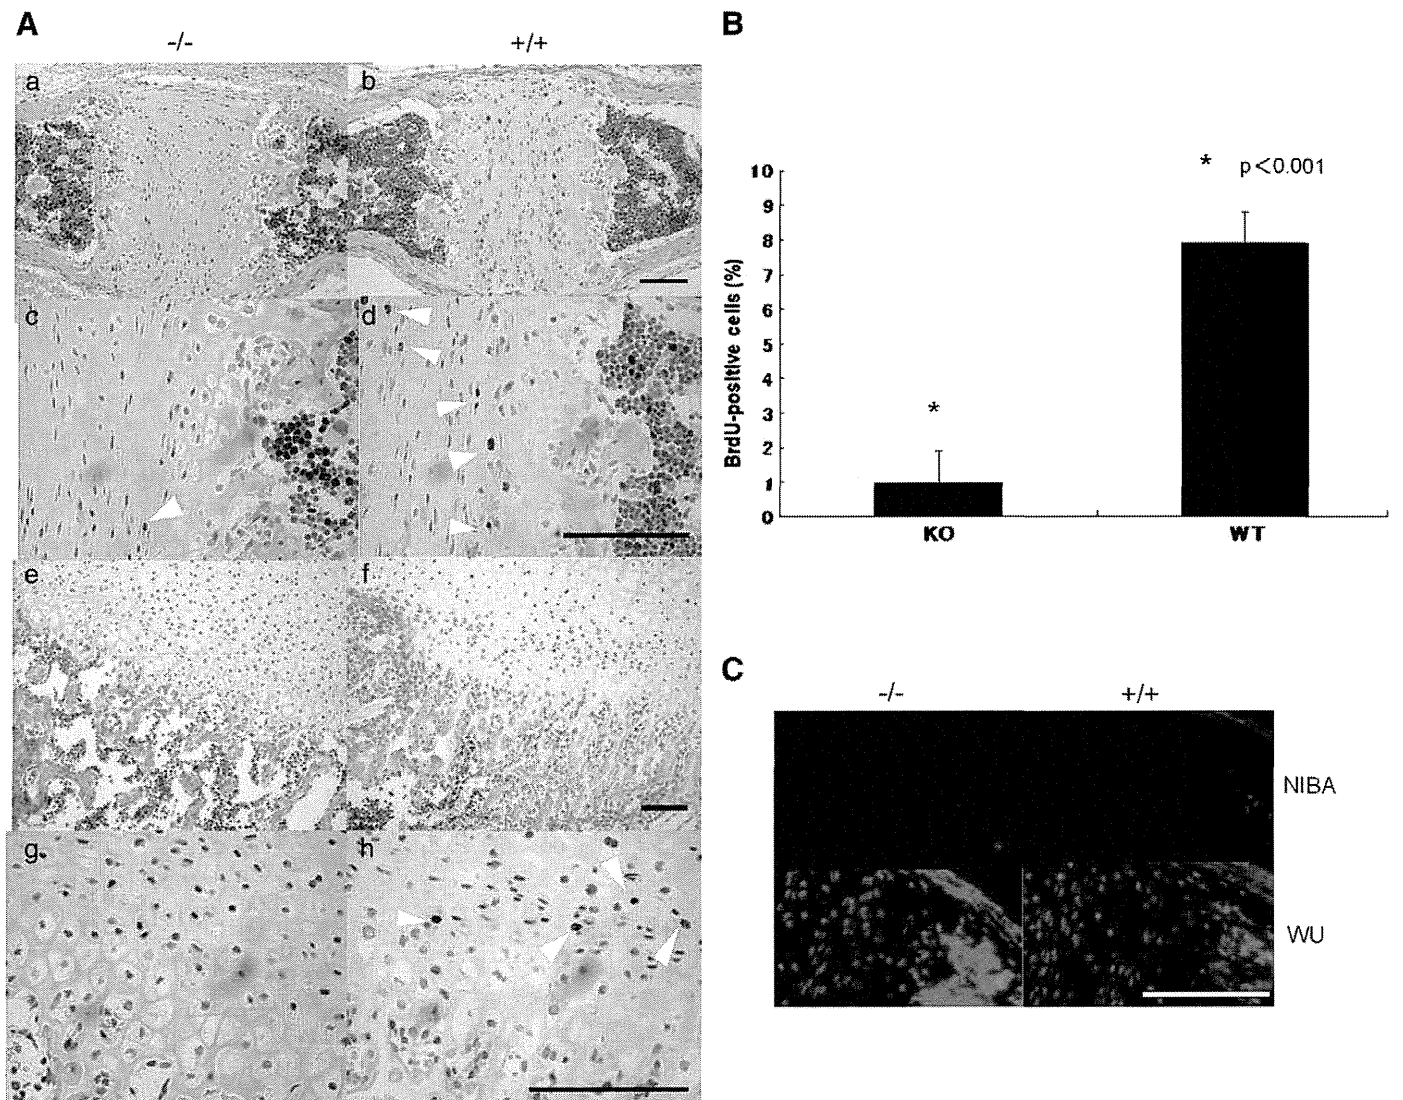 A
-/-
+/+
a
b
c
d
e
f
g
h
B
* p<0.001
10
9
8
7
6
5
4
3
2
1
0
BrdU-positive cells (%)
*
KO
WT
C
-/-
+/+
NIBA
WU